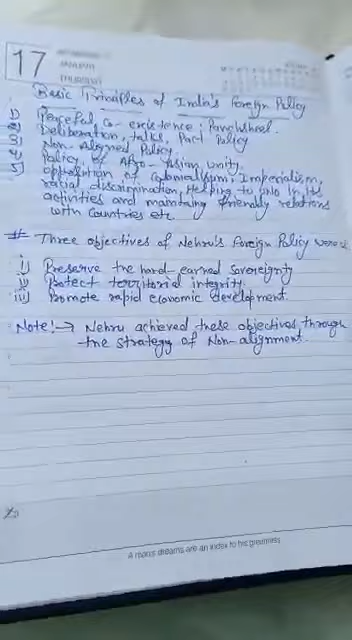 17
JANUARY
THURSDAY
Basic Principles of India's Foreign Policy
1) Peaceful Co-existence: Panchsheel.
2) Deliberation, talks, Pact Policy
3) Non-Aligned Policy.
4) Policy of Afro-Asian unity.
5) opposition of Colonialism, Imperialism,
racial discrimination, Helping to UNO in its
activities and maintaing friendly relations
with Countries etc.
# Three objectives of Nehru's Foreign Policy were:
i) Preserve the hard-earned Sovereignty
ii) Protect territorial integrity.
iii) Promote rapid economic development.
Note:→ Nehru achieved these objectives through
the strategy of Non-alignment.
A man's dreams are an index to his greatness